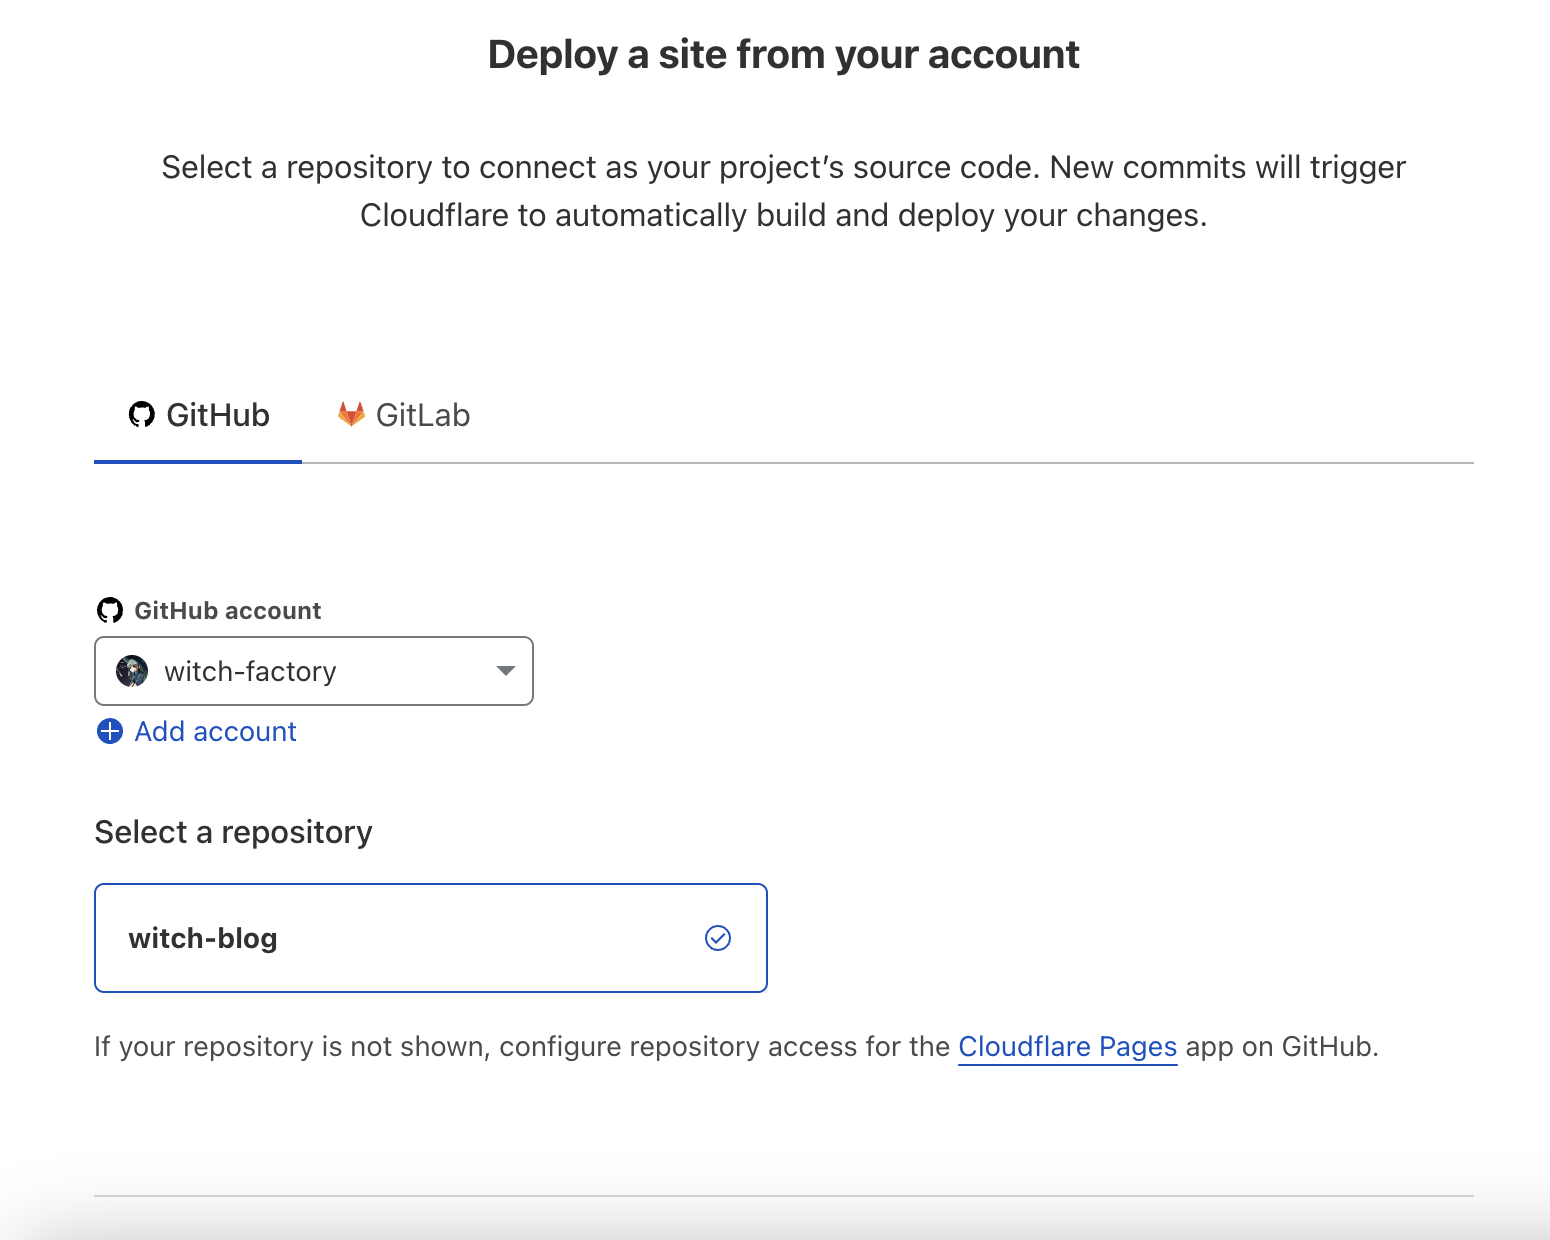 Deploy a site from your account
Select a repository to connect as your project’s source code. New commits will trigger
Cloudflare to automatically build and deploy your changes.
GitHub GitLab
GitHub account
witch-factory
Add account
Select a repository
witch-blog
If your repository is not shown, configure repository access for the Cloudflare Pages app on GitHub.